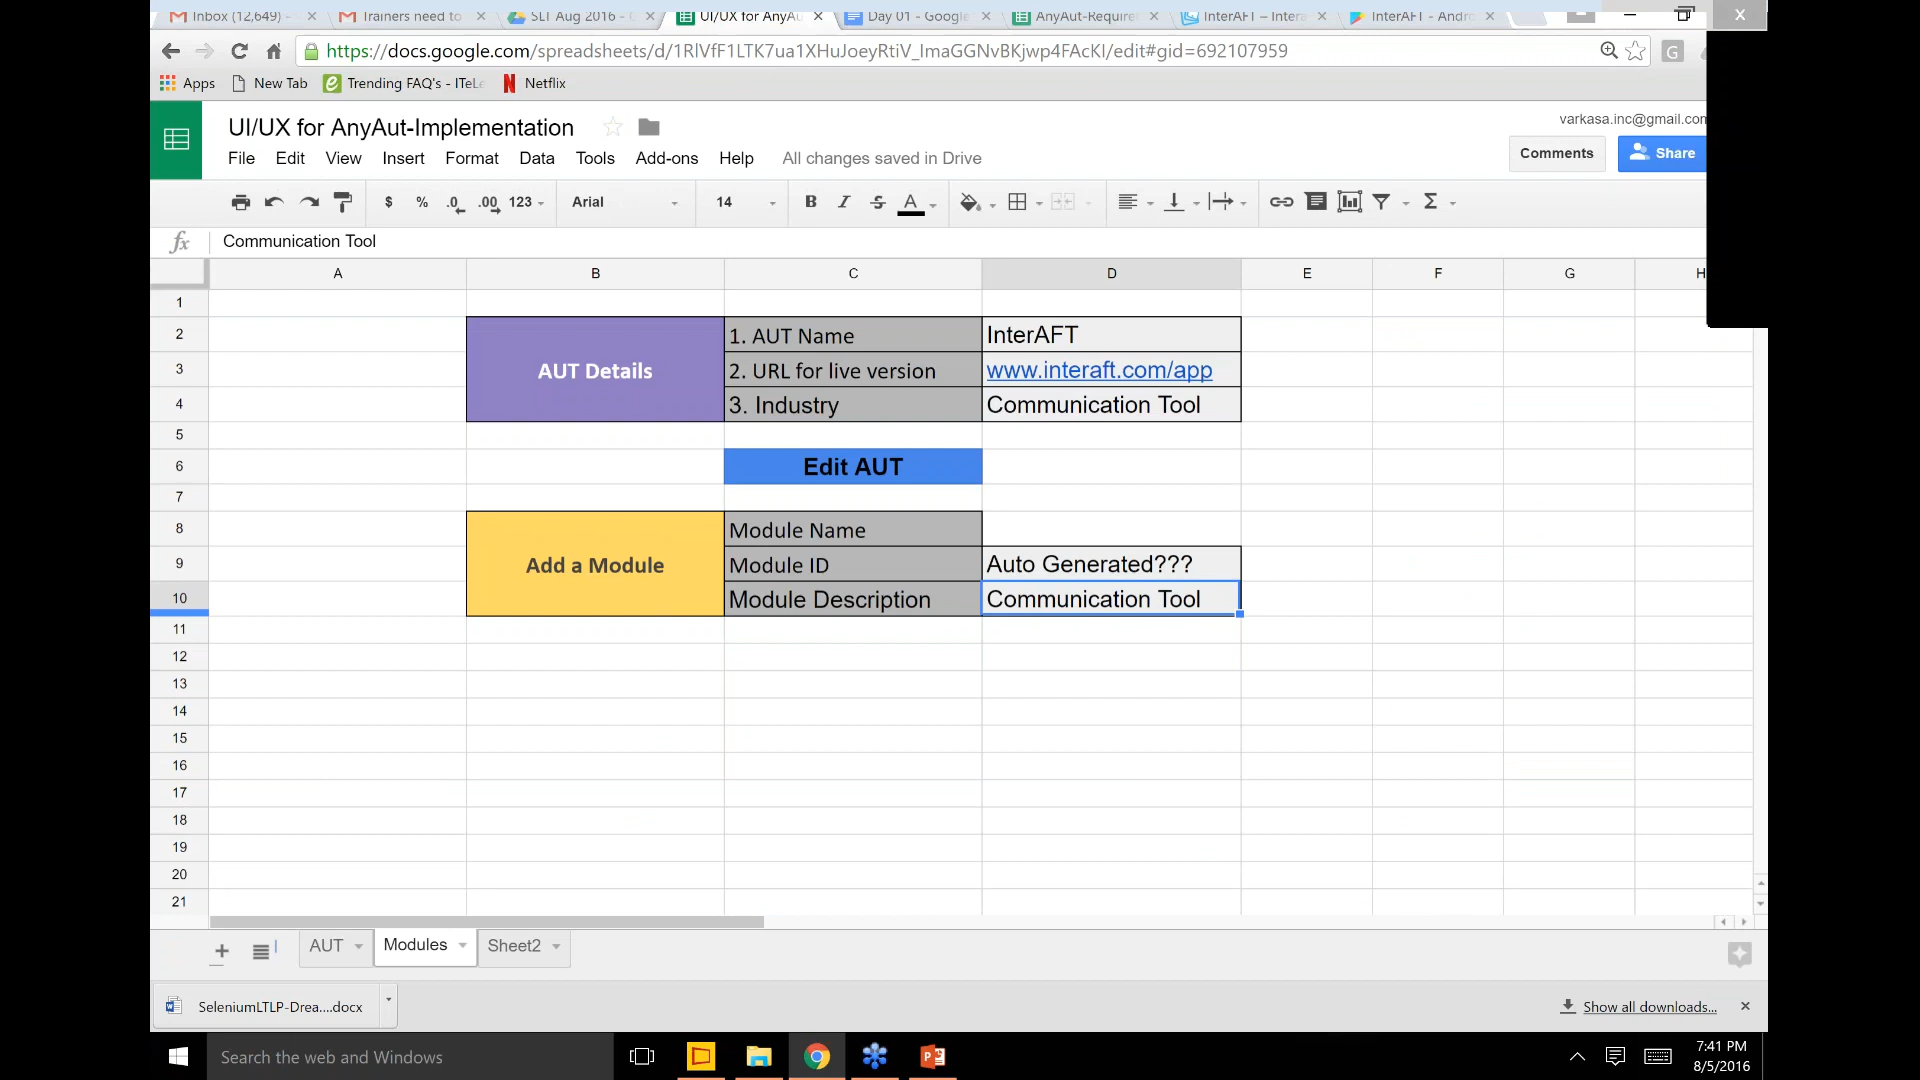 Inbox (12,649) -
Trainers need to
SLT Aug 2016 -
UI/UX for AnyAu
Day 01 - Google
AnyAut-Require
InterAFT – Intera
InterAFT - Andro
https://docs.google.com/spreadsheets/d/1RlVfF1LTK7ua1XHuJoeyRtiV_ImaGGNvBKjwp4FAcKI/edit#gid=692107959
Apps New Tab Trending FAQ's - ITeLe Netflix
UI/UX for AnyAut-Implementation
varkasa.inc@gmail.com
File Edit View Insert Format Data Tools Add-ons Help All changes saved in Drive
Comments Share
$ % .0 .00 123 Arial 14 B I S A Σ
fx Communication Tool
A B C D E F G H
1
2 1. AUT Name InterAFT
3 AUT Details 2. URL for live version www.interaft.com/app
4 3. Industry Communication Tool
5
6 Edit AUT
7
8 Module Name
9 Add a Module Module ID Auto Generated???
10 Module Description Communication Tool
11
12
13
14
15
16
17
18
19
20
21
AUT Modules Sheet2
SeleniumLTLP-Drea....docx
Show all downloads...
Search the web and Windows
7:41 PM
8/5/2016